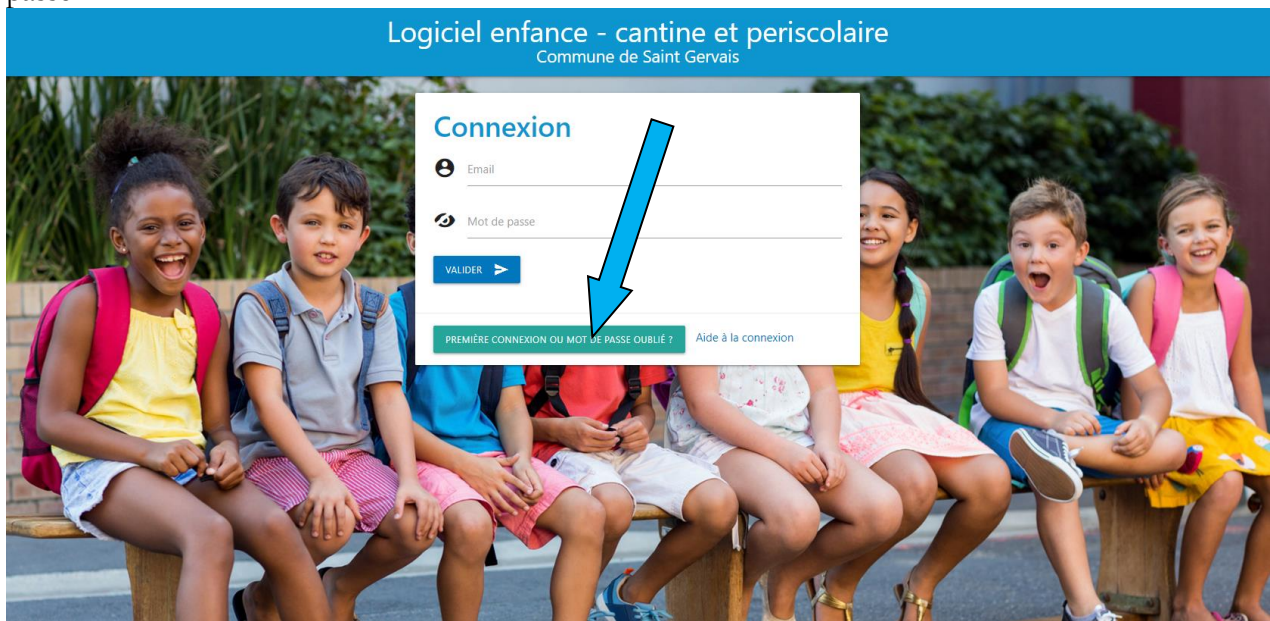 passe
Logiciel enfance - cantine et periscolaire
Commune de Saint Gervais
Connexion
Email
Mot de passe
VALIDER
PREMIÈRE CONNEXION OU MOT DE PASSE OUBLIÉ ?
Aide à la connexion